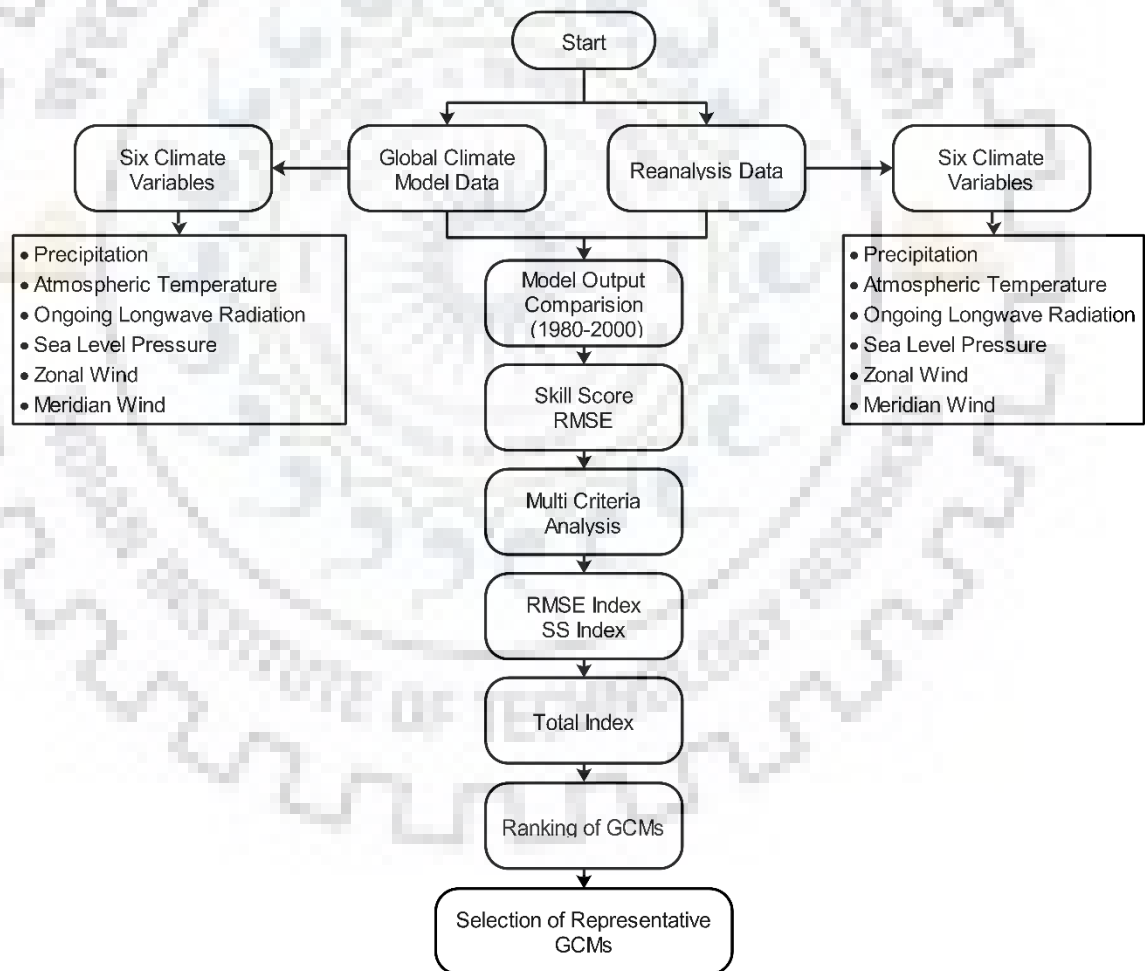 Start
Six Climate
Variables
Global Climate
Model Data
Reanalysis Data
Six Climate
Variables
• Precipitation
• Atmospheric Temperature
• Ongoing Longwave Radiation
• Sea Level Pressure
• Zonal Wind
• Meridian Wind
• Precipitation
• Atmospheric Temperature
• Ongoing Longwave Radiation
• Sea Level Pressure
• Zonal Wind
• Meridian Wind
Model Output
Comparision
(1980-2000)
Skill Score
RMSE
Multi Criteria
Analysis
RMSE Index
SS Index
Total Index
Ranking of GCMs
Selection of Representative
GCMs